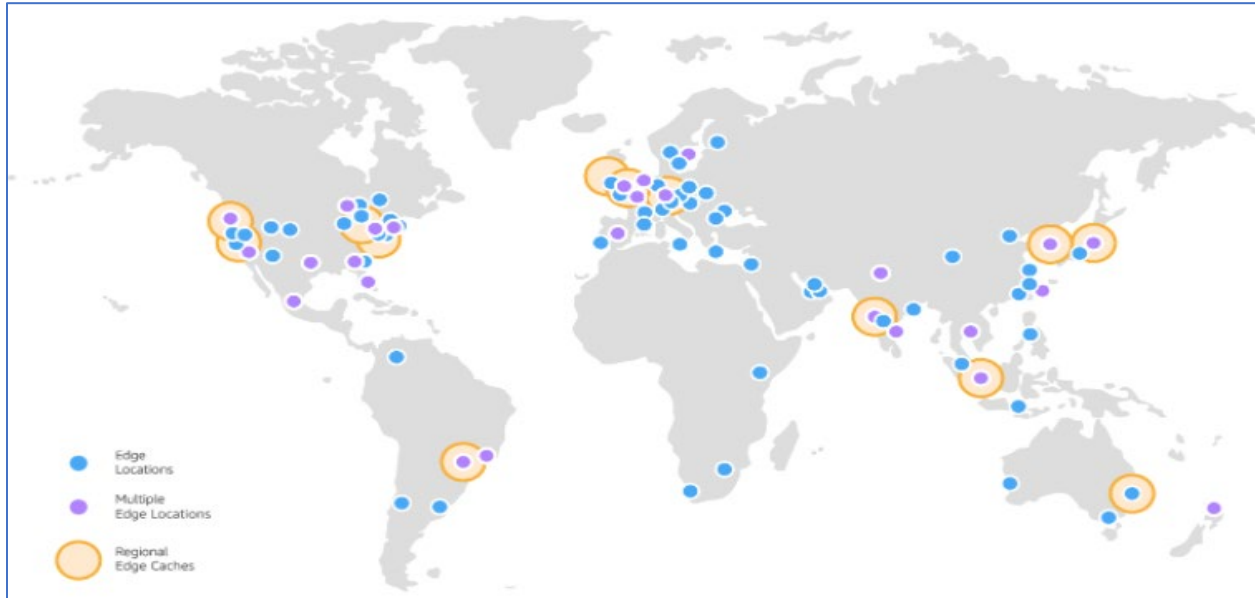 Edge
Locations
Multiple
Edge Locations
Regional
Edge Caches